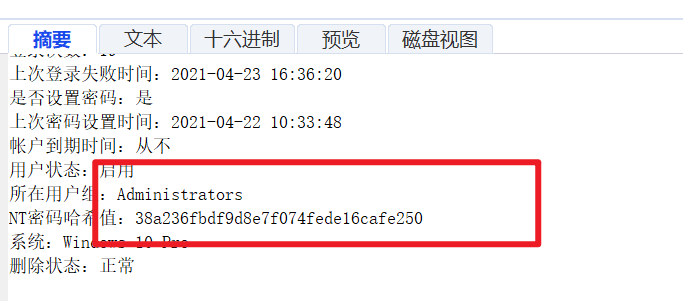 摘要 文本 十六进制 预览 磁盘视图
上次登录失败时间：2021-04-23 16:36:20
是否设置密码：是
上次密码设置时间：2021-04-22 10:33:48
帐户到期时间：从不
用户状态：启用
所在用户组：Administrators
NT密码哈希值：38a236fbdf9d8e7f074fede16cafe250
系统：Windows 10 Pro
删除状态：正常